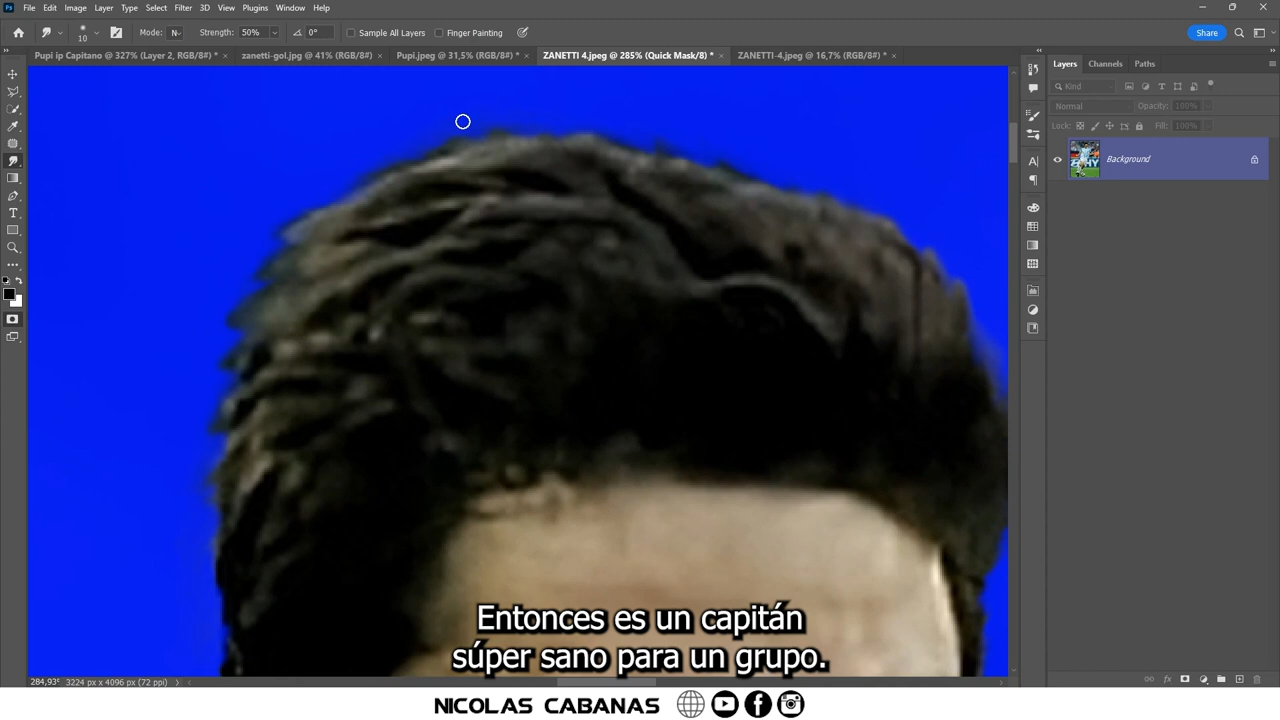 File Edit Image Layer Type Select Filter 3D View Plugins Window Help
10 Mode: N Strength: 50% 0° Sample All Layers Finger Painting Share
Pupi ip Capitano @ 327% (Layer 2, RGB/8#) * × zanetti-gol.jpg @ 41% (RGB/8#) × Pupi.jpeg @ 31,5% (RGB/8#) * × ZANETTI 4.jpeg @ 285% (Quick Mask/8) * × ZANETTI-4.jpeg @ 16,7% (RGB/8#) * ×
Layers Channels Paths
Kind
Normal Opacity: 100%
Lock: Fill: 100%
Background
Entonces es un capitán
súper sano para un grupo.
284,93% 3224 px x 4096 px (72 ppi)
NICOLAS CABANAS